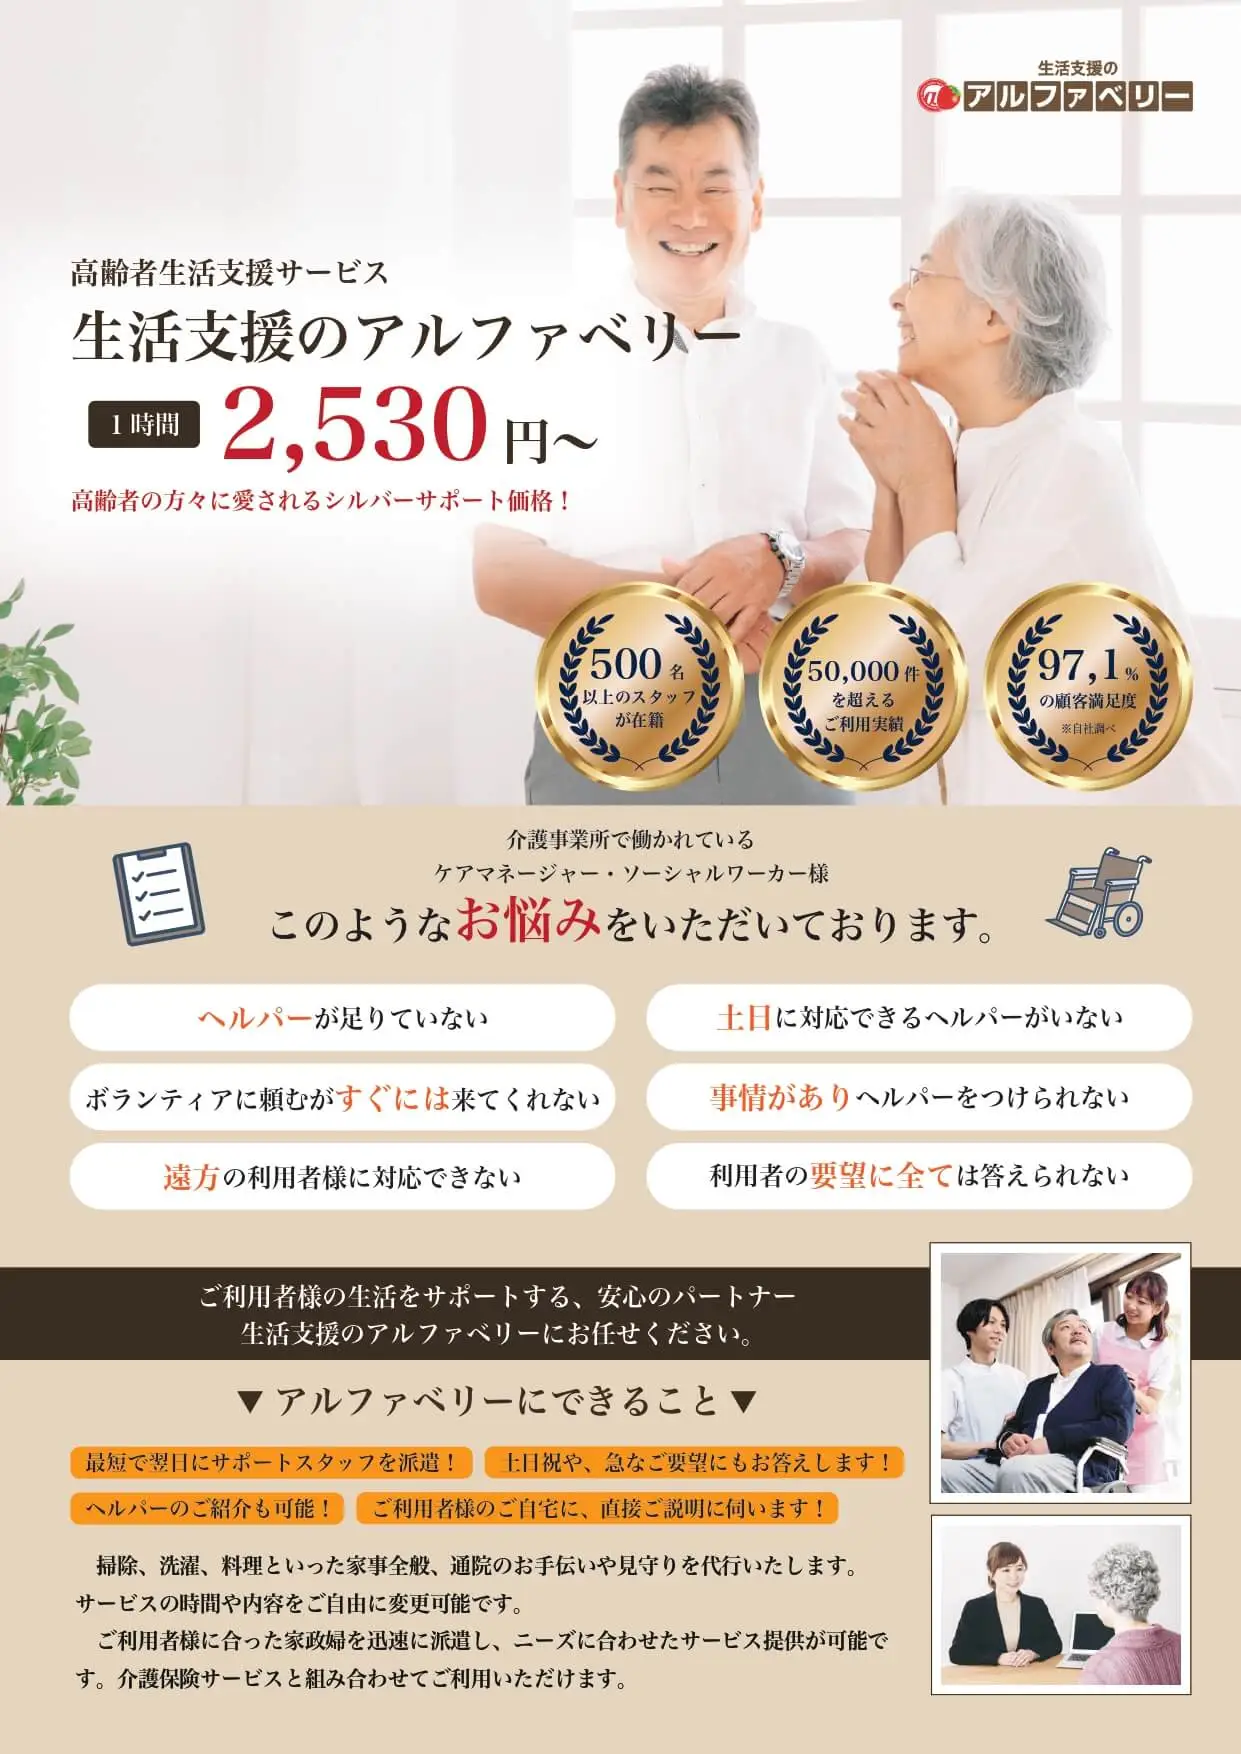 生活支援の
アルファベリー
高齢者生活支援サービス
生活支援のアルファベリー
1時間 2,530円〜
高齢者の方々に愛されるシルバーサポート価格！
500名
以上のスタッフ
が在籍
50,000件
を超える
ご利用実績
97,1%
の顧客満足度
※自社調べ
介護事業所で働かれている
ケアマネージャー・ソーシャルワーカー様
このようなお悩みをいただいております。
ヘルパーが足りていない
土日に対応できるヘルパーがいない
ボランティアに頼むがすぐには来てくれない
事情がありヘルパーをつけられない
遠方の利用者様に対応できない
利用者の要望に全ては答えられない
ご利用者様の生活をサポートする、安心のパートナー
生活支援のアルファベリーにお任せください。
▼アルファベリーにできること▼
最短で翌日にサポートスタッフを派遣！
土日祝や、急なご要望にもお答えします！
ヘルパーのご紹介も可能！
ご利用者様のご自宅に、直接ご説明に伺います！
掃除、洗濯、料理といった家事全般、通院のお手伝いや見守りを代行いたします。
サービスの時間や内容をご自由に変更可能です。
ご利用者様に合った家政婦を迅速に派遣し、ニーズに合わせたサービス提供が可能で
す。介護保険サービスと組み合わせてご利用いただけます。